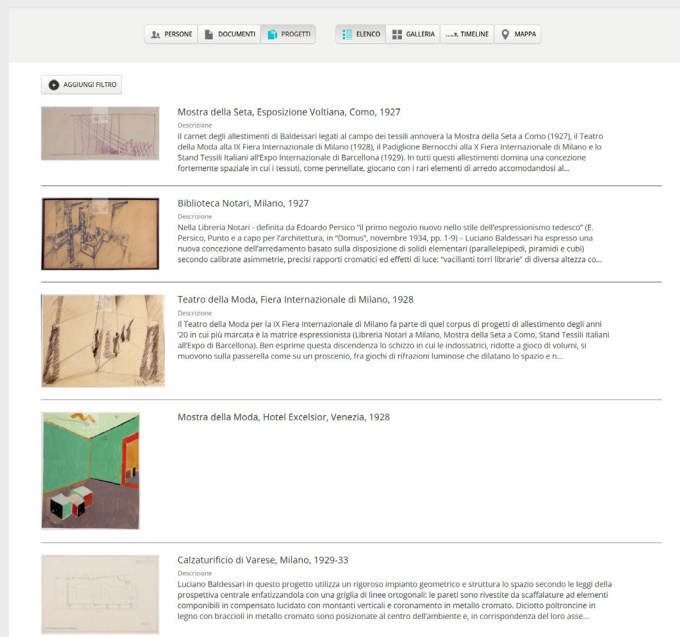 PERSONE DOCUMENTI PROGETTI ELENCO GALLERIA TIMELINE MAPPA
AGGIUNGI FILTRO
Mostra della Seta, Esposizione Voltiana, Como, 1927
Descrizione
Il carnet degli allestimenti di Baldessari legati al campo dei tessili annovera la Mostra della Seta a Como (1927), il Teatro
della Moda alla IX Fiera Internazionale di Milano (1928), il Padiglione Bernocchi alla X Fiera Internazionale di Milano e lo
Stand Tessili Italiani all'Expo Internazionale di Barcellona (1929). In tutti questi allestimenti domina una concezione
fortemente spaziale in cui i tessuti, come pennellate, giocano con i rari elementi di arredo accomodandosi al...
Biblioteca Notari, Milano, 1927
Descrizione
Nella Libreria Notari - definita da Edoardo Persico “il primo negozio nuovo nello stile dell'espressionismo tedesco” (E.
Persico, Punto e a capo per l'architettura, in “Domus”, novembre 1934, pp. 1-9) – Luciano Baldessari ha espresso una
nuova concezione dell'arredamento basato sulla disposizione di solidi elementari (parallelepipedi, piramidi e cubi)
secondo calibrate asimmetrie, precisi rapporti cromatici ed effetti di luce: “vacillanti torri librarie” di diversa altezza co...
Teatro della Moda, Fiera Internazionale di Milano, 1928
Descrizione
Il Teatro della Moda per la IX Fiera Internazionale di Milano fa parte di quel corpus di progetti di allestimento degli anni
'20 in cui più marcata è la matrice espressionista (Libreria Notari a Milano, Mostra della Seta a Como, Stand Tessili Italiani
all'Expo di Barcellona). Ben esprime questa discendenza lo schizzo in cui le indossatrici, ridotte a gioco di volumi, si
muovono sulla passerella come su un proscenio, fra giochi di rifrazioni luminose che dilatano lo spazio e n...
Mostra della Moda, Hotel Excelsior, Venezia, 1928
Calzaturificio di Varese, Milano, 1929-33
Descrizione
Luciano Baldessari in questo progetto utilizza un rigoroso impianto geometrico e struttura lo spazio secondo le leggi della
prospettiva centrale enfatizzandola con una griglia di linee ortogonali: le pareti sono rivestite da scaffalature ad elementi
componibili in compensato lucidato con montanti verticali e coronamento in metallo cromato. Diciotto poltroncine in
legno con braccioli in metallo cromato sono posizionate al centro dell'ambiente e, in corrispondenza del loro asse...